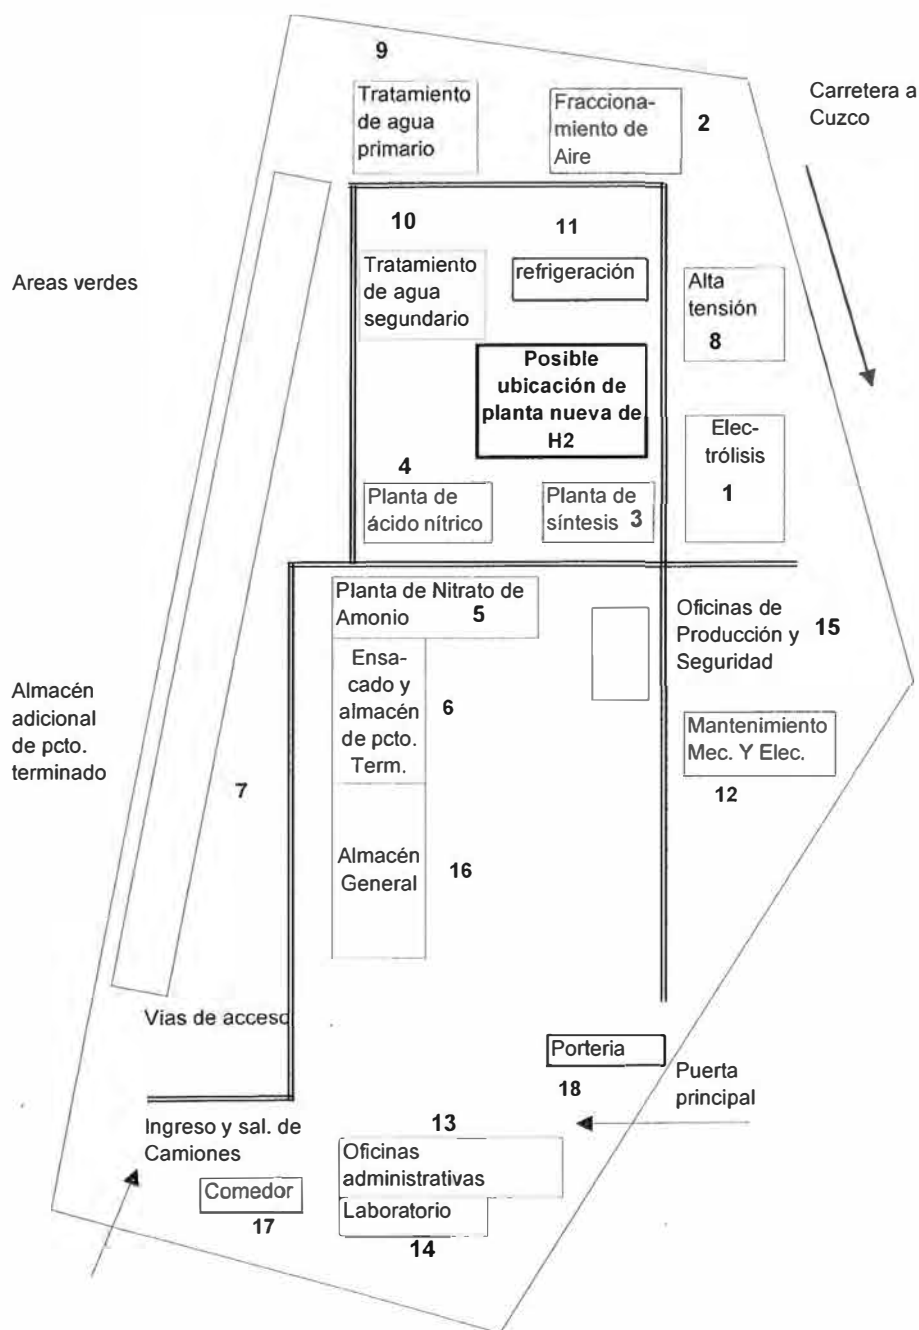 9
Tratamiento
de agua
primario
Fracciona-
miento de
Aire
2
Carretera a
Cuzco
10
11
Areas verdes
Tratamiento
de agua
segundario
refrigeración
Alta
tensión
8
Posible
ubicación de
planta nueva de
H2
Elec-
trólisis
1
4
Planta de
ácido nítrico
Planta de
síntesis 3
Planta de Nitrato de
Amonio 5
Oficinas de
Producción y
Seguridad
15
Ensa-
cado y
almacén
de pcto.
Term.
6
Almacén
adicional
de pcto.
terminado
7
Mantenimiento
Mec. Y Elec.
12
Almacén
General
16
Vías de acceso
Porteria
18
Puerta
principal
Ingreso y sal. de
Camiones
13
Oficinas
administrativas
Comedor
17
Laboratorio
14